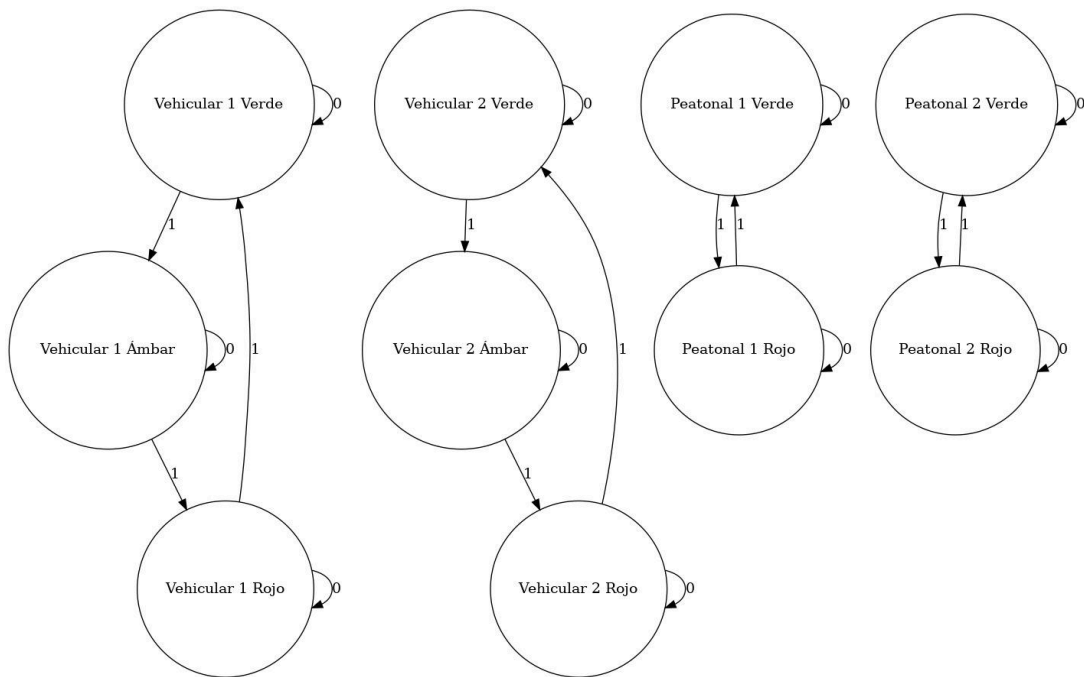 Vehicular 1 Verde
0
Vehicular 2 Verde
0
Peatonal 1 Verde
0
Peatonal 2 Verde
0
1
1
1
1
1
1
Vehicular 1 Ámbar
0
1
Vehicular 2 Ámbar
0
1
Peatonal 1 Rojo
0
Peatonal 2 Rojo
0
1
1
Vehicular 1 Rojo
0
Vehicular 2 Rojo
0